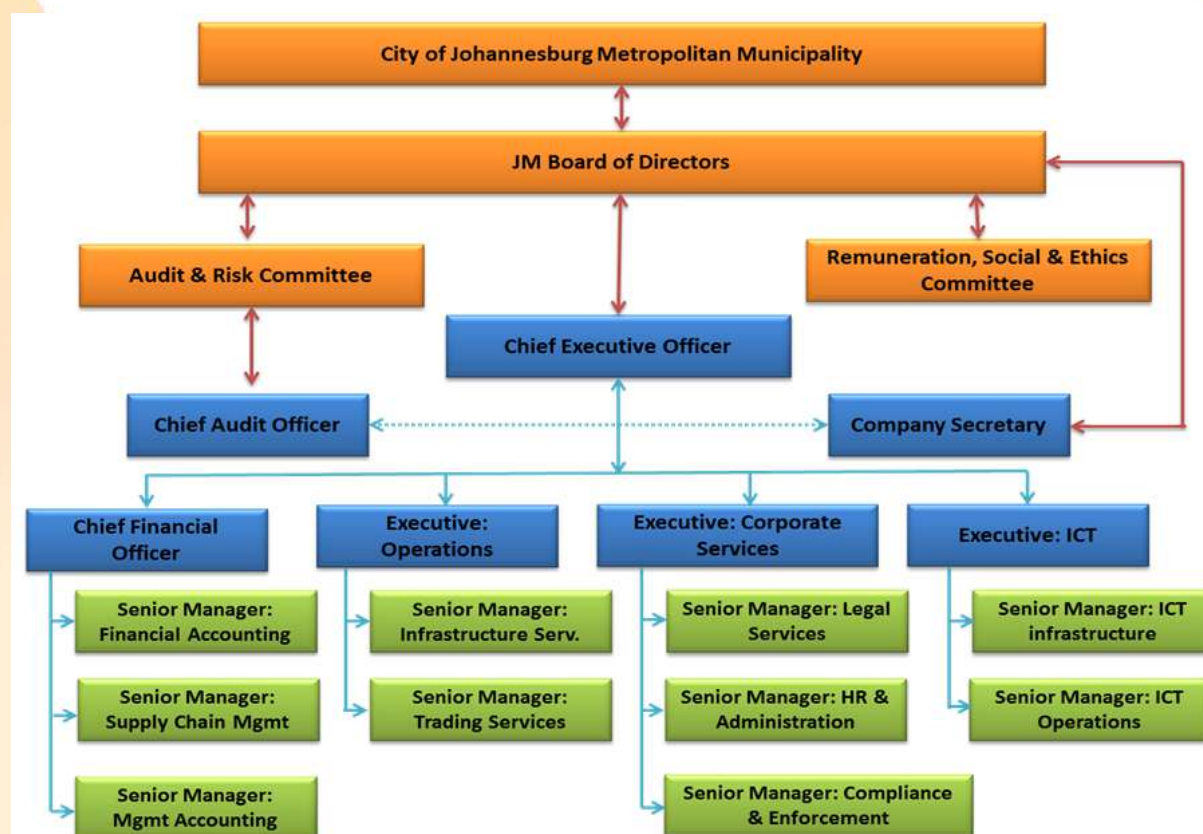 City of Johannesburg Metropolitan Municipality
JM Board of Directors
Audit & Risk Committee
Remuneration, Social & Ethics
Committee
Chief Executive Officer
Chief Audit Officer
Company Secretary
Chief Financial
Officer
Executive:
Operations
Executive: Corporate
Services
Executive: ICT
Senior Manager:
Financial Accounting
Senior Manager:
Infrastructure Serv.
Senior Manager: Legal
Services
Senior Manager: ICT
infrastructure
Senior Manager:
Supply Chain Mgmt
Senior Manager:
Trading Services
Senior Manager: HR &
Administration
Senior Manager: ICT
Operations
Senior Manager:
Mgmt Accounting
Senior Manager: Compliance
& Enforcement